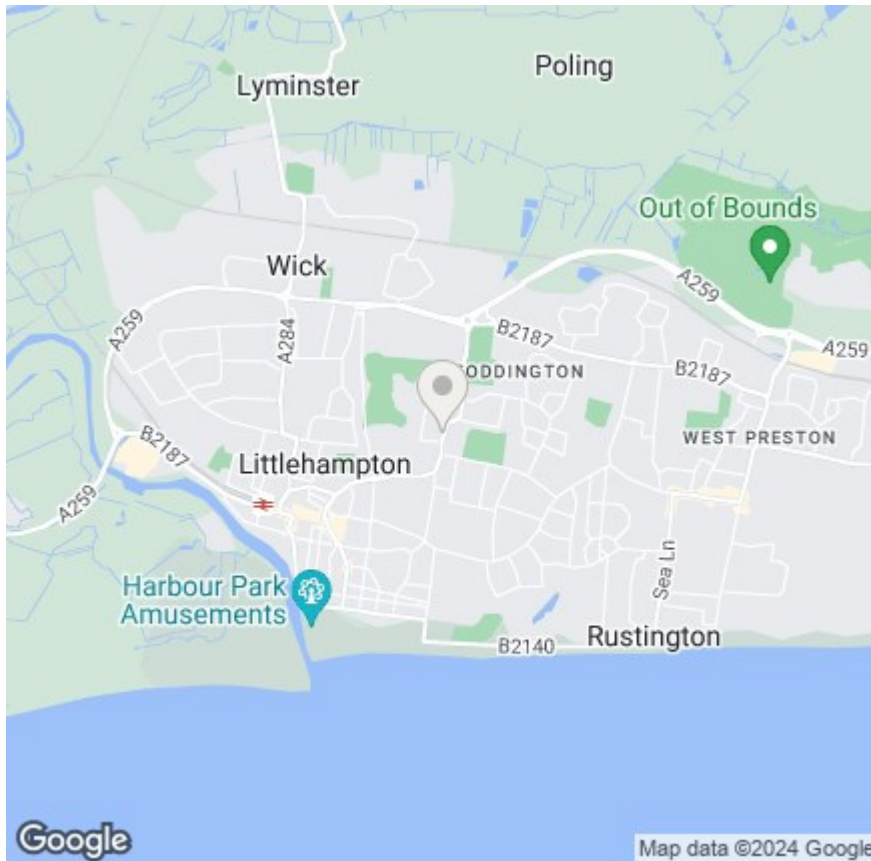 Poling
Lyminster
Out of Bounds
Wick
A259
A259
A284
B2187
A259
ODDINGTON
B2187
WEST PRESTON
B2187
Littlehampton
A259
Sea Ln
Harbour Park
Amusements
Rustington
B2140
Google
Map data ©2024 Google